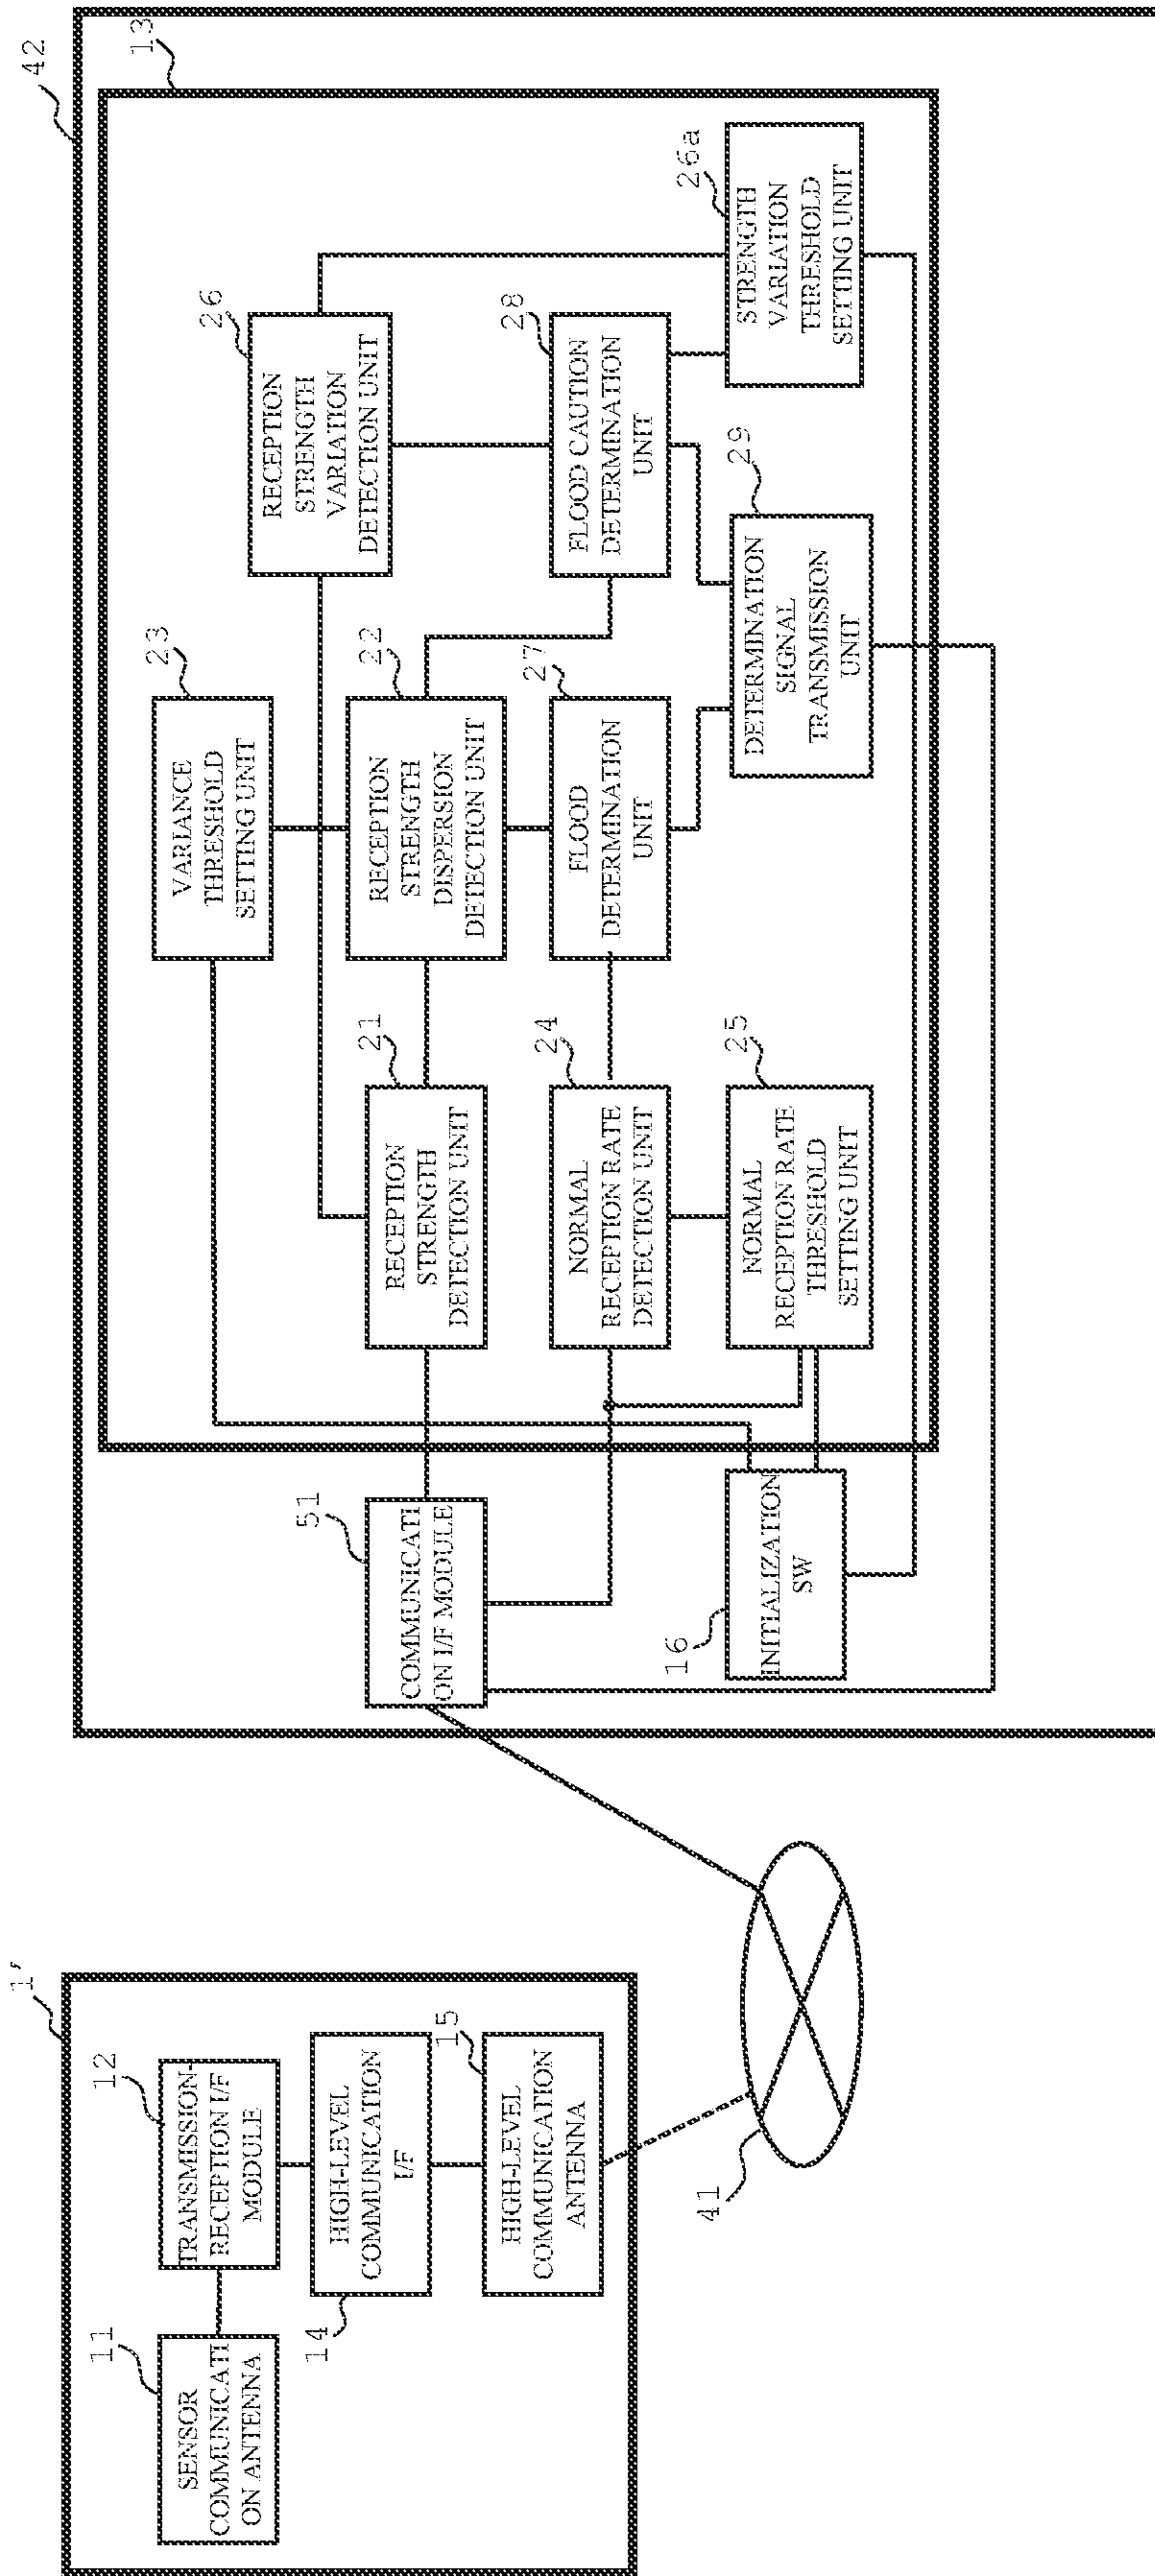 1'
11
SENSOR
COMMUNICATI
ON ANTENNA
12
TRANSMISSION-
RECEPTION I/F
MODULE
14
HIGH-LEVEL
COMMUNICATION
I/F
15
HIGH-LEVEL
COMMUNICATION
ANTENNA
41
42
51
COMMUNICATI
ON I/F MODULE
16
INITIALIZATION
SW
13
21
RECEPTION
STRENGTH
DETECTION UNIT
24
NORMAL
RECEPTION RATE
DETECTION UNIT
25
NORMAL
RECEPTION RATE
THRESHOLD
SETTING UNIT
23
VARIANCE
THRESHOLD
SETTING UNIT
22
RECEPTION
STRENGTH
DISPERSION
DETECTION UNIT
27
FLOOD
DETERMINATION
UNIT
29
DETERMINATION
SIGNAL
TRANSMISSION
UNIT
26
RECEPTION
STRENGTH
VARIATION
DETECTION UNIT
28
FLOOD CAUTION
DETERMINATION
UNIT
26a
STRENGTH
VARIATION
THRESHOLD
SETTING UNIT